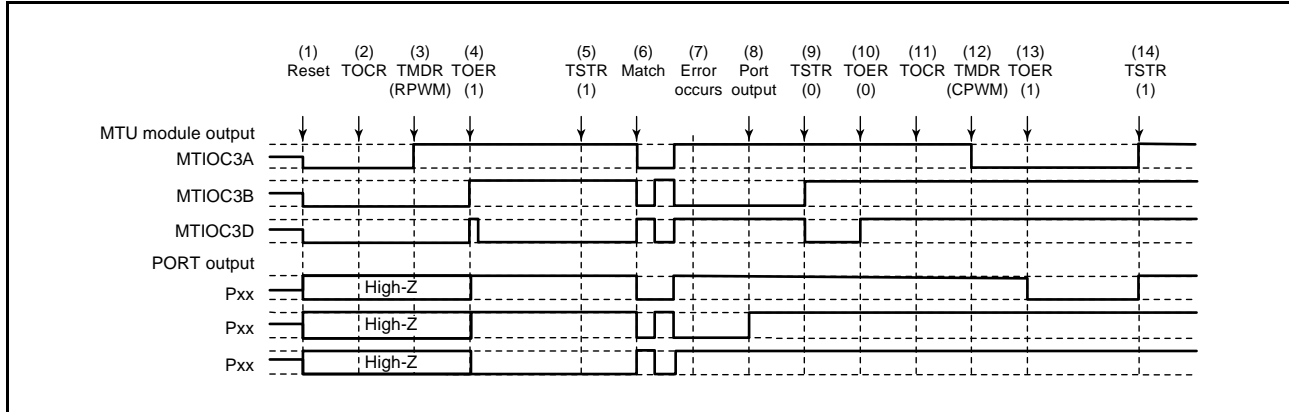 (1) (2) (3) (4) (5) (6) (7) (8) (9) (10) (11) (12) (13) (14)
Reset TOCR TMDR TOER TSTR Match Error Port TSTR TOER TOCR TMDR TOER TSTR
(RPWM) (1) (1) occurs output (0) (0) (CPWM) (1) (1)
MTU module output
MTIOC3A
MTIOC3B
MTIOC3D
PORT output
Pxx High-Z
Pxx High-Z
Pxx High-Z